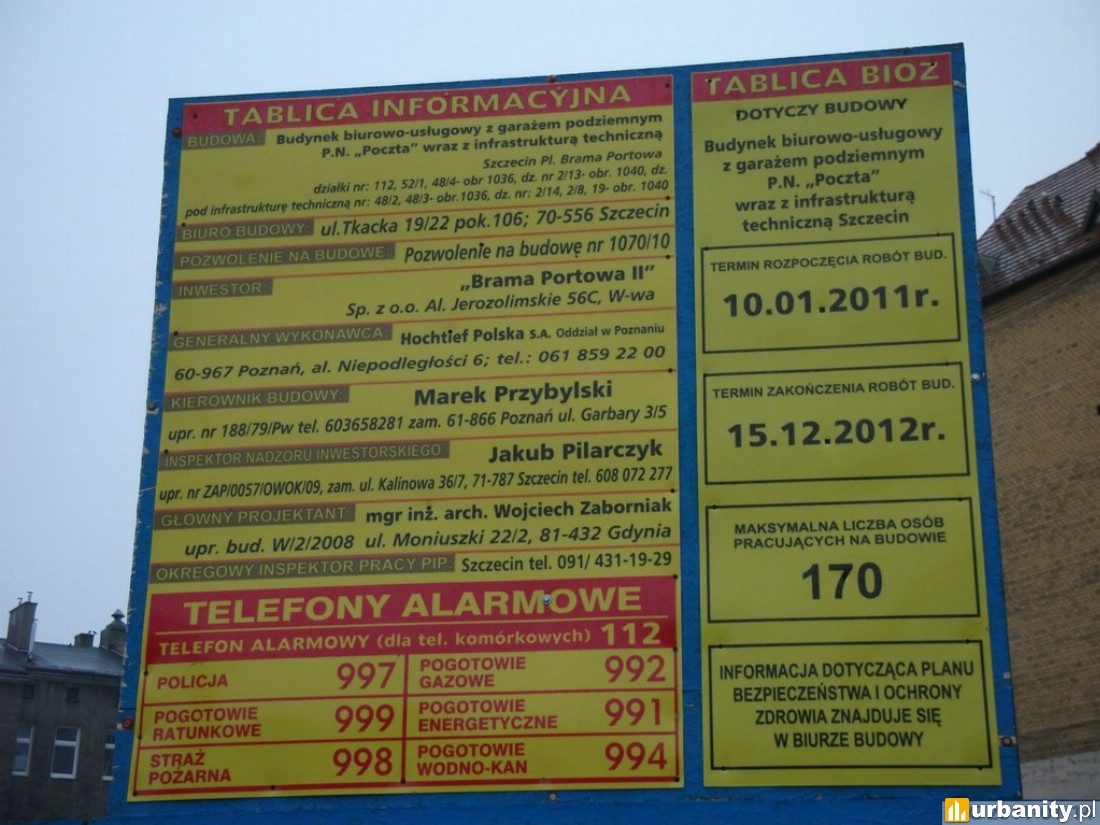 TABLICA INFORMACYJNA
BUDOWA: Budynek biurowo-usługowy z garażem podziemnym
P.N. „Poczta” wraz z infrastrukturą techniczną
Szczecin Pl. Brama Portowa
działki nr: 112, 52/1, 48/4- obr 1036, dz. nr 2/13- obr. 1040, dz.
pod infrastrukturę techniczną nr: 48/2, 48/3- obr.1036, dz. nr: 2/14, 2/8, 19- obr. 1040
BIURO BUDOWY: ul.Tkacka 19/22 pok.106; 70-556 Szczecin
POZWOLENIE NA BUDOWĘ: Pozwolenie na budowę nr 1070/10
INWESTOR: „Brama Portowa II”
Sp. z o.o. Al. Jerozolimskie 56C, W-wa
GENERALNY WYKONAWCA: Hochtief Polska S.A. Oddział w Poznaniu
60-967 Poznań, al. Niepodległości 6; tel.: 061 859 22 00
KIEROWNIK BUDOWY: Marek Przybylski
upr. nr 188/79/Pw tel. 603658281 zam. 61-866 Poznań ul. Garbary 3/5
INSPEKTOR NADZORU INWESTORSKIEGO: Jakub Pilarczyk
upr. nr ZAP/0057/OWOK/09, zam. ul. Kalinowa 36/7, 71-787 Szczecin tel. 608 072 277
GŁOWNY PROJEKTANT: mgr inż. arch. Wojciech Zaborniak
upr. bud. W/2/2008 ul. Moniuszki 22/2, 81-432 Gdynia
OKRĘGOWY INSPEKTOR PRACY PIP: Szczecin tel. 091/ 431-19-29
TELEFONY ALARMOWE
TELEFON ALARMOWY (dla tel. komórkowych) 112
POLICJA 997
POGOTOWIE RATUNKOWE 999
STRAŻ POŻARNA 998
POGOTOWIE GAZOWE 992
POGOTOWIE ENERGETYCZNE 991
POGOTOWIE WODNO-KAN 994
TABLICA BIOZ
DOTYCZY BUDOWY
Budynek biurowo-usługowy
z garażem podziemnym
P.N. „Poczta”
wraz z infrastrukturą
techniczną Szczecin
TERMIN ROZPOCZĘCIA ROBÓT BUD.
10.01.2011r.
TERMIN ZAKOŃCZENIA ROBÓT BUD.
15.12.2012r.
MAKSYMALNA LICZBA OSÓB
PRACUJĄCYCH NA BUDOWIE
170
INFORMACJA DOTYCZĄCA PLANU
BEZPIECZEŃSTWA I OCHRONY
ZDROWIA ZNAJDUJE SIĘ
W BIURZE BUDOWY
urbanity.pl